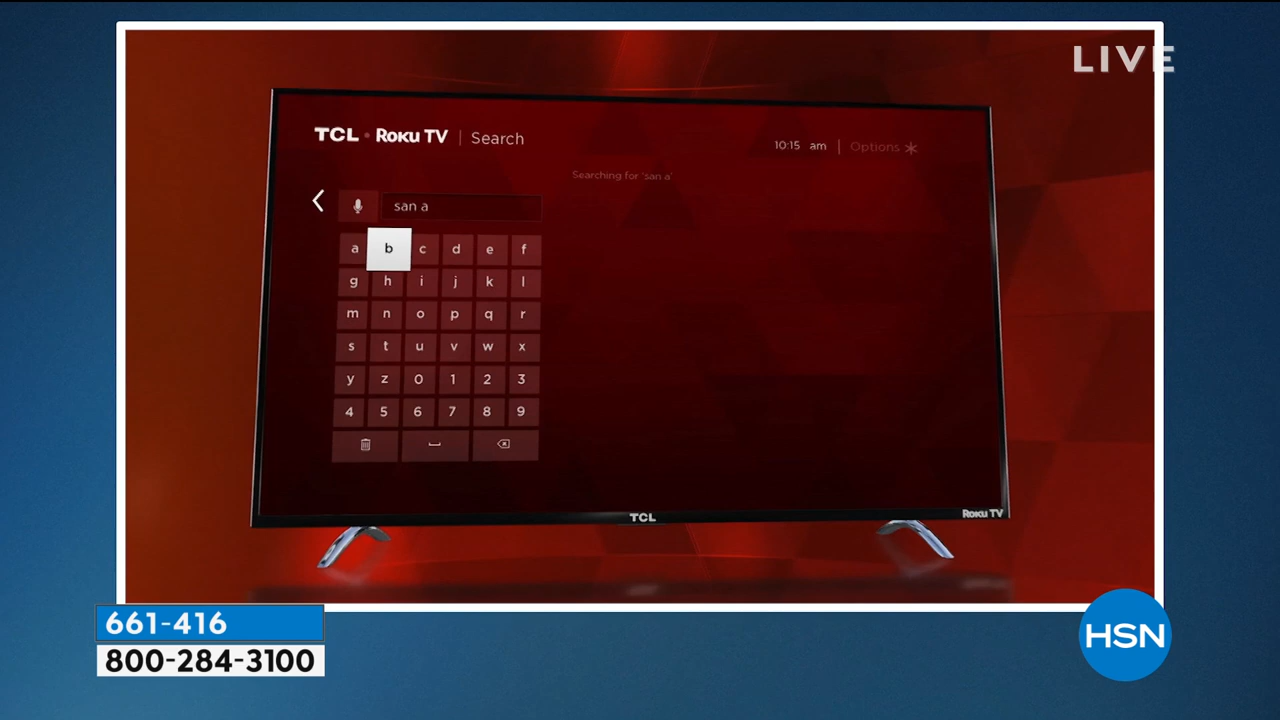 LIVE
TCL • Roku TV | Search
10:15 am | Options
Searching for 'san a'
san a
a b c d e f
g h i j k l
m n o p q r
s t u v w x
y z 0 1 2 3
4 5 6 7 8 9
TCL
Roku TV
661-416
800-284-3100
HSN